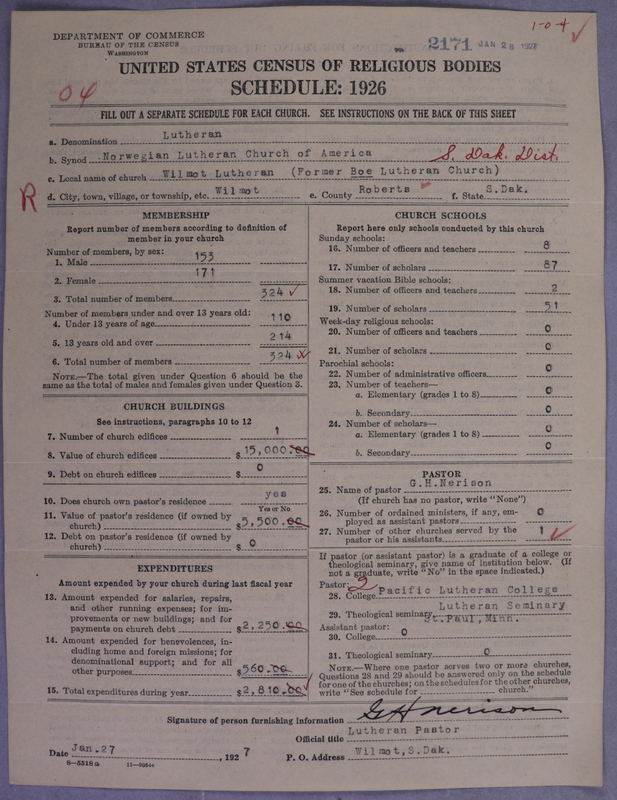 1-0-4
DEPARTMENT OF COMMERCE
BUREAU OF THE CENSUS
WASHINGTON
2171 JAN 28 1927
UNITED STATES CENSUS OF RELIGIOUS BODIES
SCHEDULE: 1926
04
FILL OUT A SEPARATE SCHEDULE FOR EACH CHURCH. SEE INSTRUCTIONS ON THE BACK OF THIS SHEET
a. Denomination Lutheran
b. Synod Norwegian Lutheran Church of America S. Dak. Dist.
c. Local name of church Wilmot Lutheran (Former Boe Lutheran Church)
R
d. City, town, village, or township, etc. Wilmot e. County Roberts f. State S.Dak.
MEMBERSHIP
Report number of members according to definition of
member in your church
Number of members, by sex:
1. Male 153
2. Female 171
3. Total number of members 324
Number of members under and over 13 years old:
4. Under 13 years of age 110
5. 13 years old and over 214
6. Total number of members 324
NOTE.—The total given under Question 6 should be the
same as the total of males and females given under Question 3.
CHURCH BUILDINGS
See instructions, paragraphs 10 to 12
7. Number of church edifices 1
8. Value of church edifices $15,000.00
9. Debt on church edifices $ 0
10. Does church own pastor's residence yes
Yes or No
11. Value of pastor's residence (if owned by
church) $5,500.00
12. Debt on pastor's residence (if owned by
church) $ 0
EXPENDITURES
Amount expended by your church during last fiscal year
13. Amount expended for salaries, repairs,
and other running expenses; for im-
provements or new buildings; and for
payments on church debt $2,250.00
14. Amount expended for benevolences, in-
cluding home and foreign missions; for
denominational support; and for all
other purposes $560.00
15. Total expenditures during year $2,810.00
CHURCH SCHOOLS
Report here only schools conducted by this church
Sunday schools:
16. Number of officers and teachers 8
17. Number of scholars 87
Summer vacation Bible schools:
18. Number of officers and teachers 2
19. Number of scholars 51
Week-day religious schools:
20. Number of officers and teachers 0
21. Number of scholars 0
Parochial schools:
22. Number of administrative officers 0
23. Number of teachers—
a. Elementary (grades 1 to 8) 0
b. Secondary 0
24. Number of scholars—
a. Elementary (grades 1 to 8) 0
b. Secondary 0
PASTOR
25. Name of pastor G.H.Nerison
(If church has no pastor, write "None")
26. Number of ordained ministers, if any, em-
ployed as assistant pastors 0
27. Number of other churches served by the
pastor or his assistants 1
If pastor (or assistant pastor) is a graduate of a college or
theological seminary, give name of institution below. (If
not a graduate, write "No" in the space indicated.)
Pastor: 2
28. College Pacific Lutheran College
29. Theological seminary Lutheran Seminary
St.Paul, Minn.
Assistant pastor:
30. College 0
31. Theological seminary 0
NOTE.—Where one pastor serves two or more churches,
Questions 28 and 29 should be answered only on the schedule
for one of the churches; on the schedules for the other churches,
write "See schedule for church."
Signature of person furnishing information GHNerison
Official title Lutheran Pastor
Date Jan.27, 1927 P. O. Address Wilmot,S.Dak.
8—5518 a